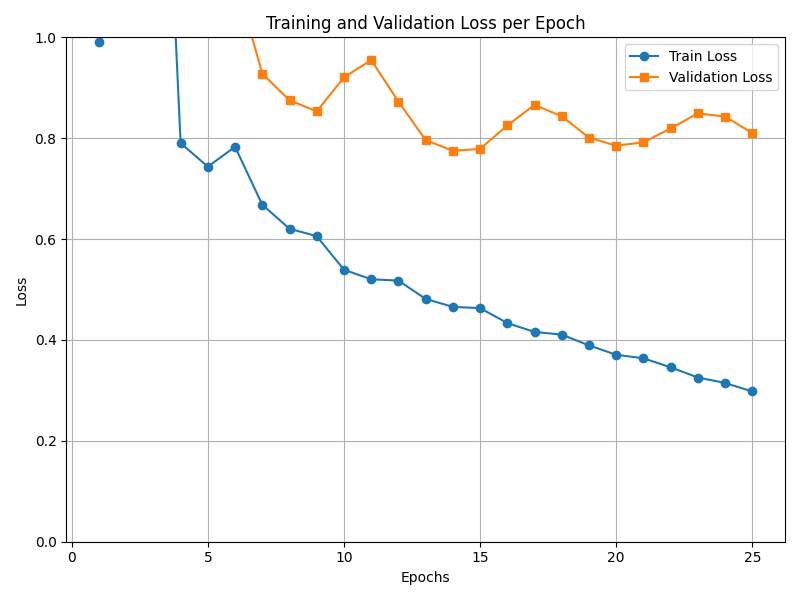 Training and Validation Loss per Epoch
Train Loss
Validation Loss
1.0
0.8
0.6
0.4
0.2
0.0
Loss
0 5 10 15 20 25
Epochs